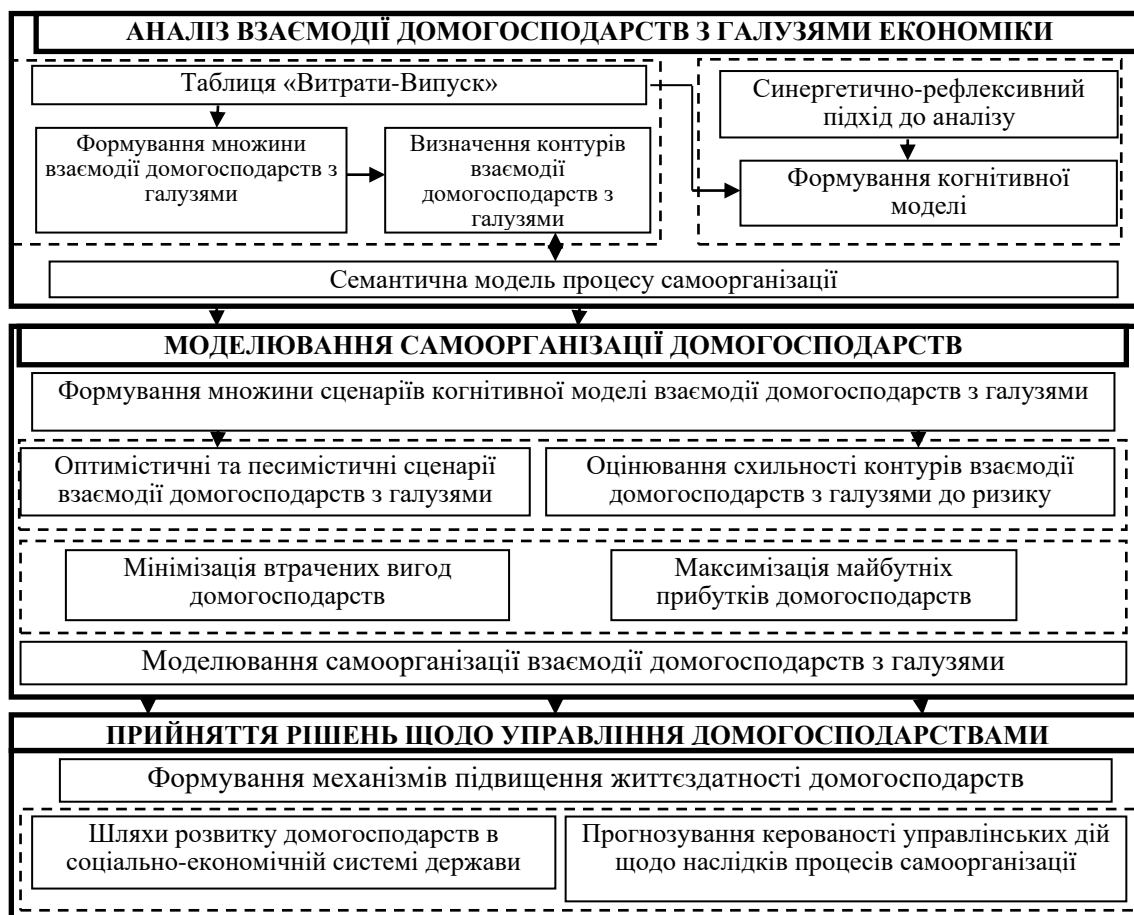 АНАЛІЗ ВЗАЄМОДІЇ ДОМОГОСПОДАРСТВ З ГАЛУЗЯМИ ЕКОНОМІКИ
Таблиця «Витрати-Випуск»
Формування множини
взаємодії домогосподарств з
галузями
Визначення контурів
взаємодії
домогосподарств з
галузями
Синергетично-рефлексивний
підхід до аналізу
Формування когнітивної
моделі
Семантична модель процесу самоорганізації
МОДЕЛЮВАННЯ САМООРГАНІЗАЦІЇ ДОМОГОСПОДАРСТВ
Формування множини сценаріїв когнітивної моделі взаємодії домогосподарств з галузями
Оптимістичні та песимістичні сценарії
взаємодії домогосподарств з галузями
Оцінювання схильності контурів взаємодії
домогосподарств з галузями до ризику
Мінімізація втрачених вигод
домогосподарств
Максимізація майбутніх
прибутків домогосподарств
Моделювання самоорганізації взаємодії домогосподарств з галузями
ПРИЙНЯТТЯ РІШЕНЬ ЩОДО УПРАВЛІННЯ ДОМОГОСПОДАРСТВАМИ
Формування механізмів підвищення життєздатності домогосподарств
Шляхи розвитку домогосподарств в
соціально-економічній системі держави
Прогнозування керованості управлінських дій
щодо наслідків процесів самоорганізації